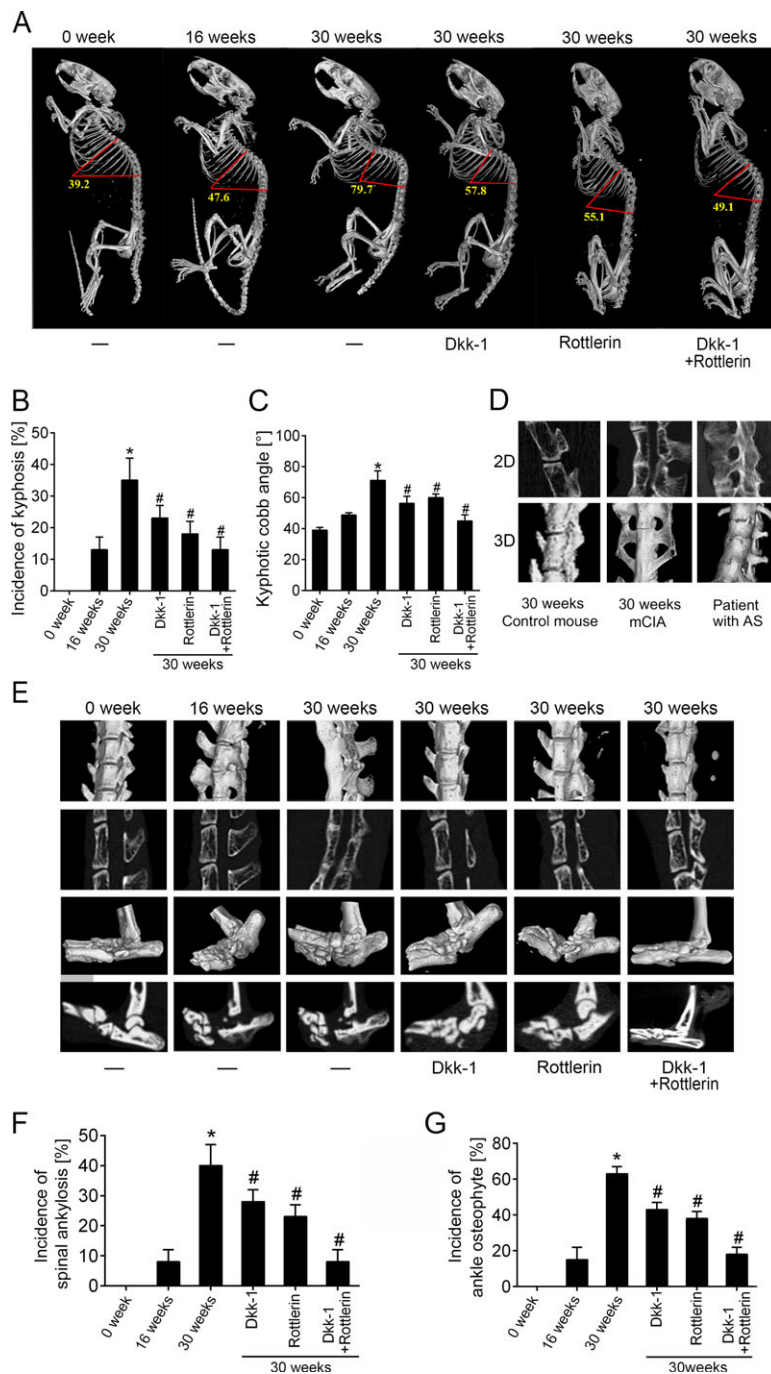 A
0 week 16 weeks 30 weeks 30 weeks 30 weeks 30 weeks
39.2 47.6 79.7 57.8 55.1 49.1
— — — Dkk-1 Rottlerin Dkk-1
+Rottlerin
B
Incidence of kyphosis [%]
50
40
30
20
10
0
* # # #
0 week
16 weeks
30 weeks
Dkk-1
Rottlerin
Dkk-1
+Rottlerin
30 weeks
C
Kyphotic cobb angle [°]
100
80
60
40
20
0
* # # #
0 week
16 weeks
30 weeks
Dkk-1
Rottlerin
Dkk-1
+Rottlerin
30 weeks
D
2D
3D
30 weeks
Control mouse
30 weeks
mCIA
Patient
with AS
E
0 week 16 weeks 30 weeks 30 weeks 30 weeks 30 weeks
— — — Dkk-1 Rottlerin Dkk-1
+Rottlerin
F
Incidence of
spinal ankylosis [%]
50
40
30
20
10
0
* # # #
0 week
16 weeks
30 weeks
Dkk-1
Rottlerin
Dkk-1
+Rottlerin
30 weeks
G
Incidence of
ankle osteophyte [%]
80
60
40
20
0
* # # #
0 week
16 weeks
30 weeks
Dkk-1
Rottlerin
Dkk-1
+Rottlerin
30weeks